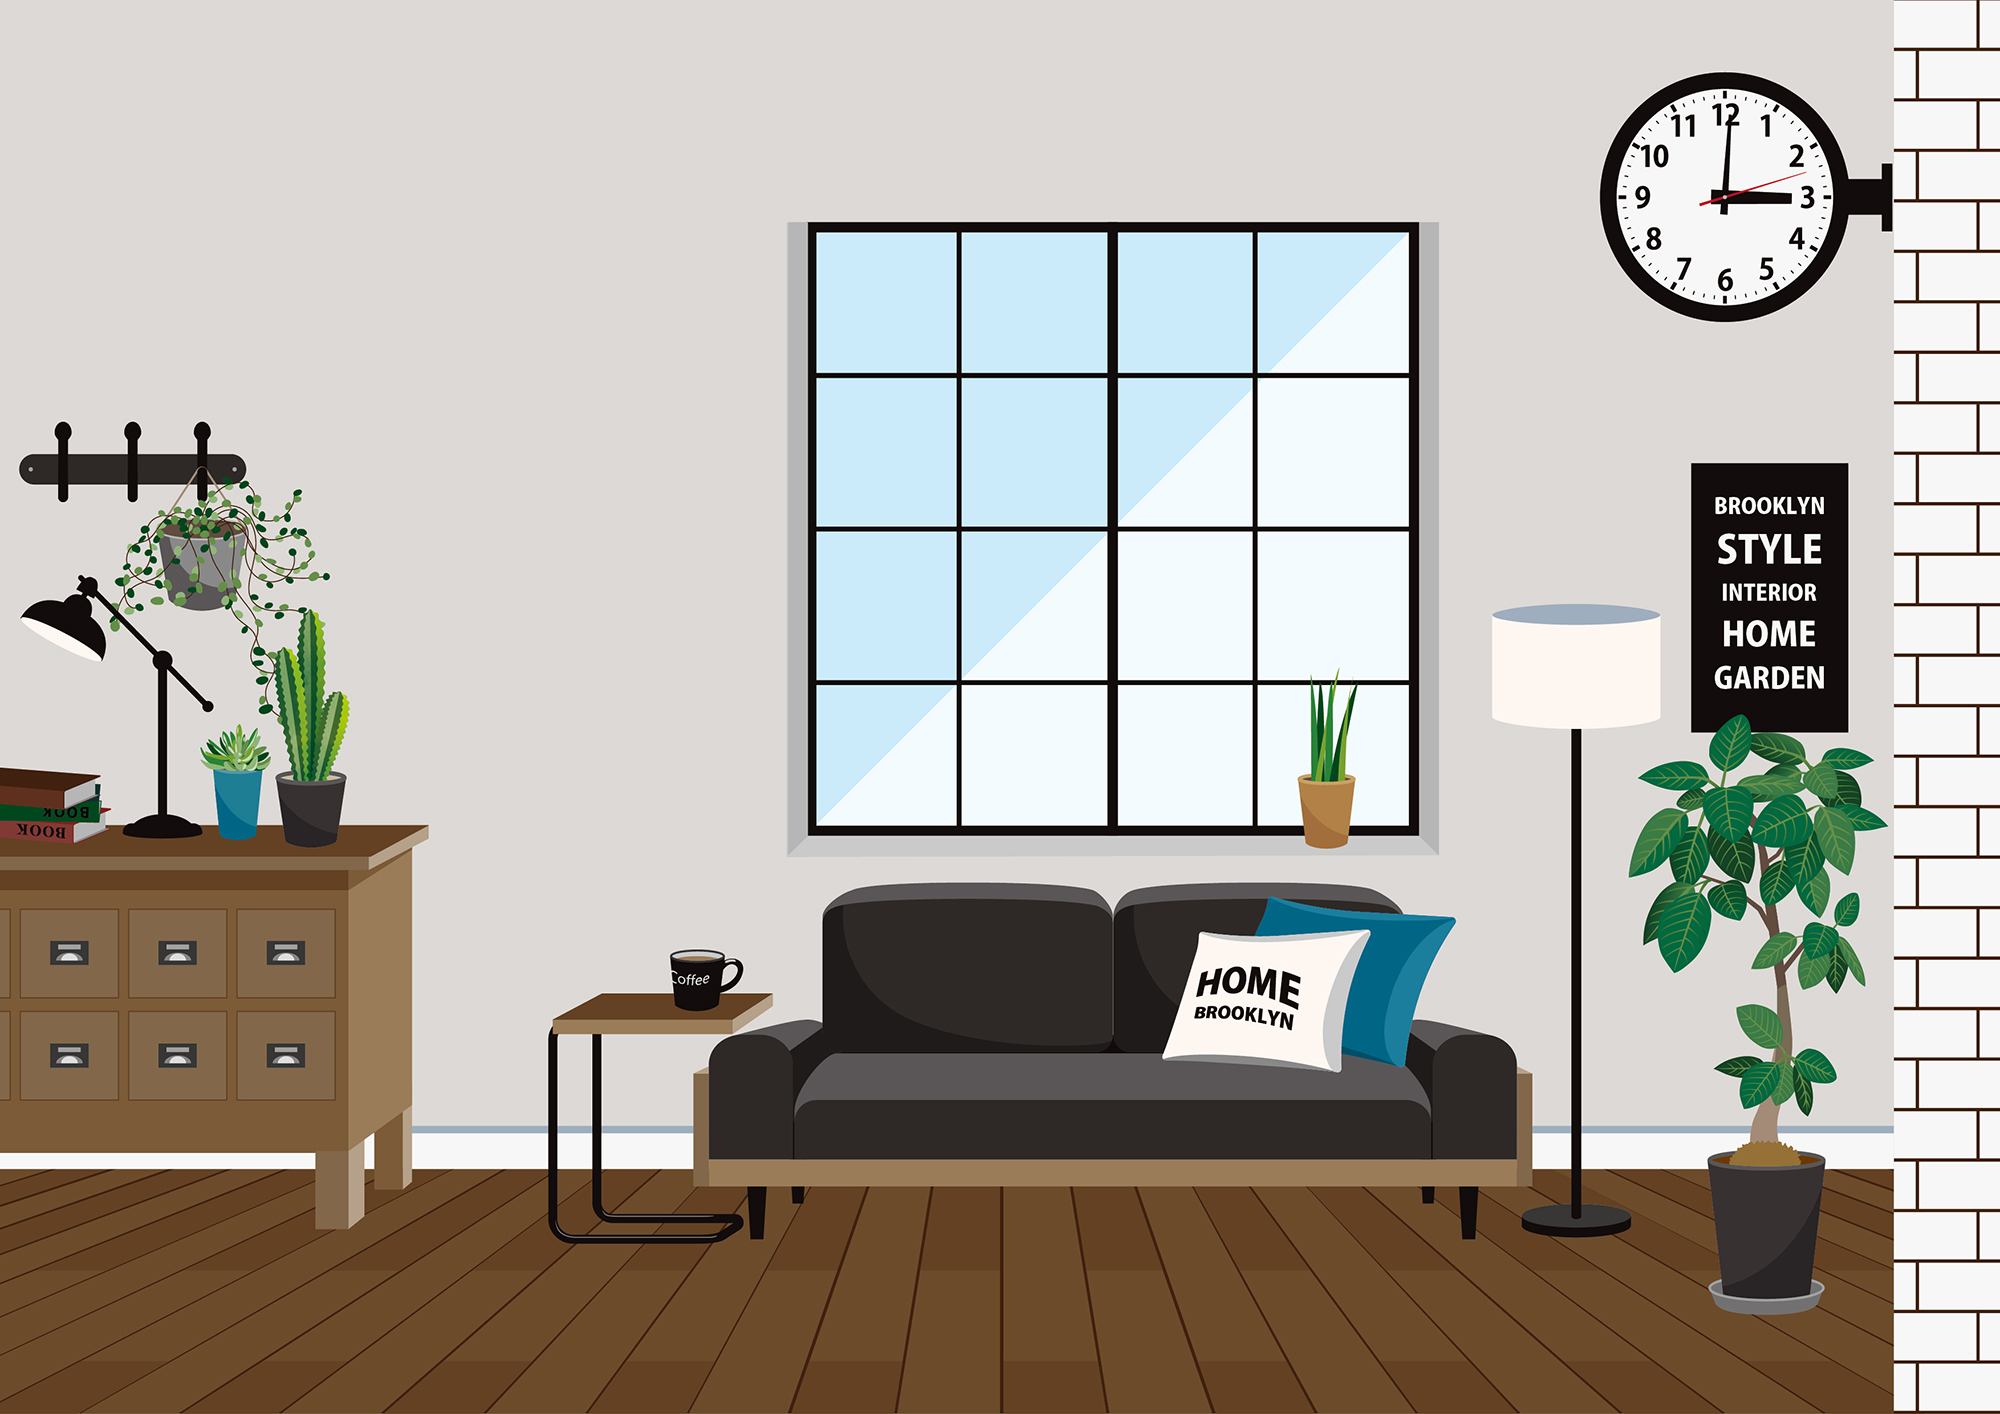 12
1
2
3
4
5
6
7
8
9
10
11
BROOKLYN
STYLE
INTERIOR
HOME
GARDEN
BOOK
BOOK
Coffee
HOME
BROOKLYN